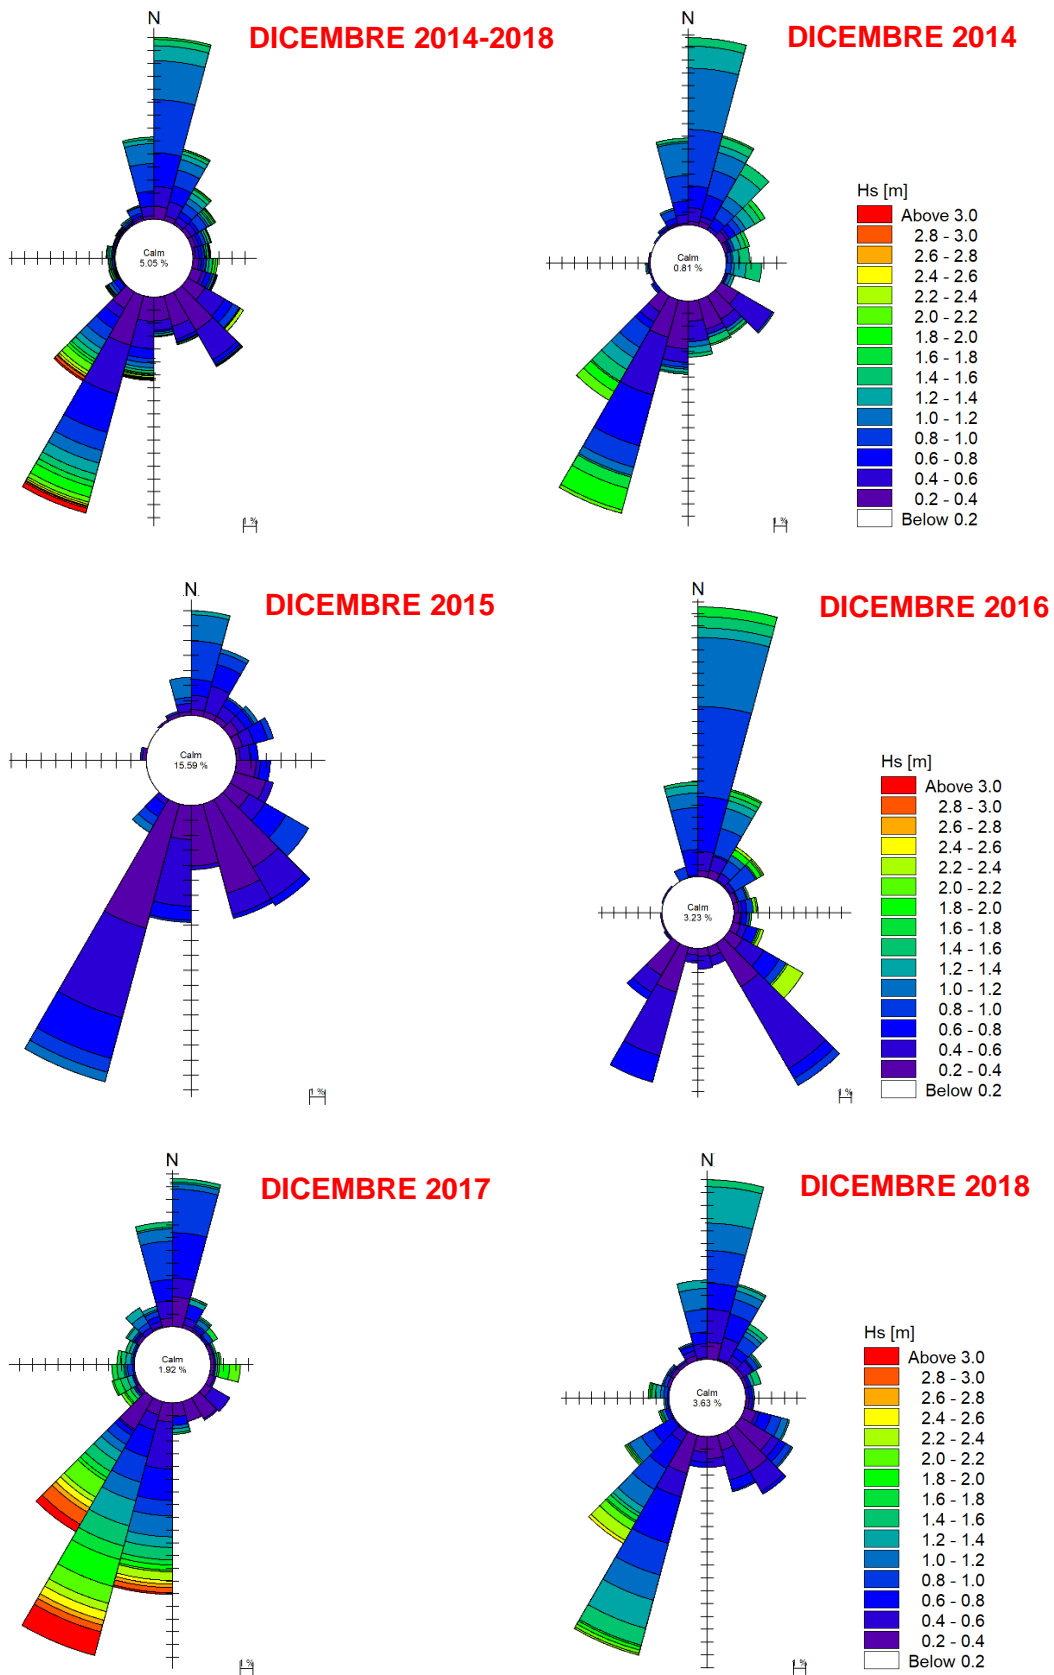 N
DICEMBRE 2014-2018
Calm
5.05 %
1 %
N
DICEMBRE 2014
Calm
0.81 %
1 %
Hs [m]
Above 3.0
2.8 - 3.0
2.6 - 2.8
2.4 - 2.6
2.2 - 2.4
2.0 - 2.2
1.8 - 2.0
1.6 - 1.8
1.4 - 1.6
1.2 - 1.4
1.0 - 1.2
0.8 - 1.0
0.6 - 0.8
0.4 - 0.6
0.2 - 0.4
Below 0.2
N
DICEMBRE 2015
Calm
15.59 %
1 %
N
DICEMBRE 2016
Calm
3.23 %
1 %
Hs [m]
Above 3.0
2.8 - 3.0
2.6 - 2.8
2.4 - 2.6
2.2 - 2.4
2.0 - 2.2
1.8 - 2.0
1.6 - 1.8
1.4 - 1.6
1.2 - 1.4
1.0 - 1.2
0.8 - 1.0
0.6 - 0.8
0.4 - 0.6
0.2 - 0.4
Below 0.2
N
DICEMBRE 2017
Calm
1.92 %
1 %
N
DICEMBRE 2018
Calm
3.63 %
1 %
Hs [m]
Above 3.0
2.8 - 3.0
2.6 - 2.8
2.4 - 2.6
2.2 - 2.4
2.0 - 2.2
1.8 - 2.0
1.6 - 1.8
1.4 - 1.6
1.2 - 1.4
1.0 - 1.2
0.8 - 1.0
0.6 - 0.8
0.4 - 0.6
0.2 - 0.4
Below 0.2